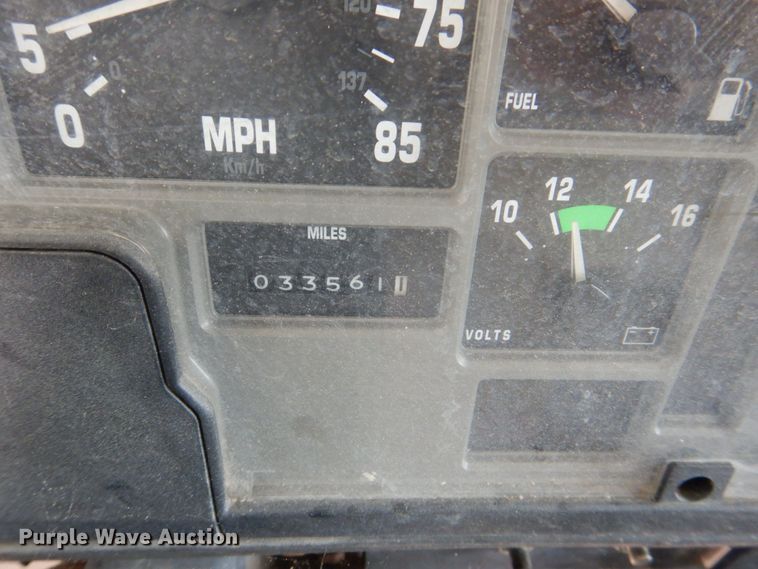 5
0
0
120
75
137
85
MPH
Km/h
FUEL
10 12 14 16
VOLTS
MILES
033561
Purple Wave Auction